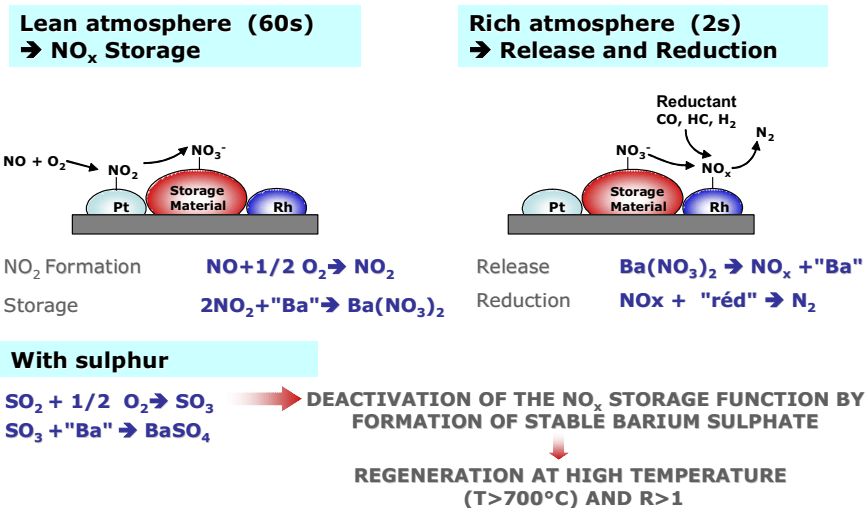 Lean atmosphere (60s)
➔ NOx Storage
Rich atmosphere (2s)
➔ Release and Reduction
NO + O2
NO2
NO3-
Pt
Storage
Material
Rh
Reductant
CO, HC, H2
NO3-
NOx
N2
Pt
Storage
Material
Rh
NO2 Formation NO+1/2 O2➔ NO2
Storage 2NO2+"Ba"➔ Ba(NO3)2
Release Ba(NO3)2 ➔ NOx +"Ba"
Reduction NOx + "réd" ➔ N2
With sulphur
SO2 + 1/2 O2➔ SO3
SO3 +"Ba" ➔ BaSO4
DEACTIVATION OF THE NOx STORAGE FUNCTION BY
FORMATION OF STABLE BARIUM SULPHATE
REGENERATION AT HIGH TEMPERATURE
(T>700°C) AND R>1